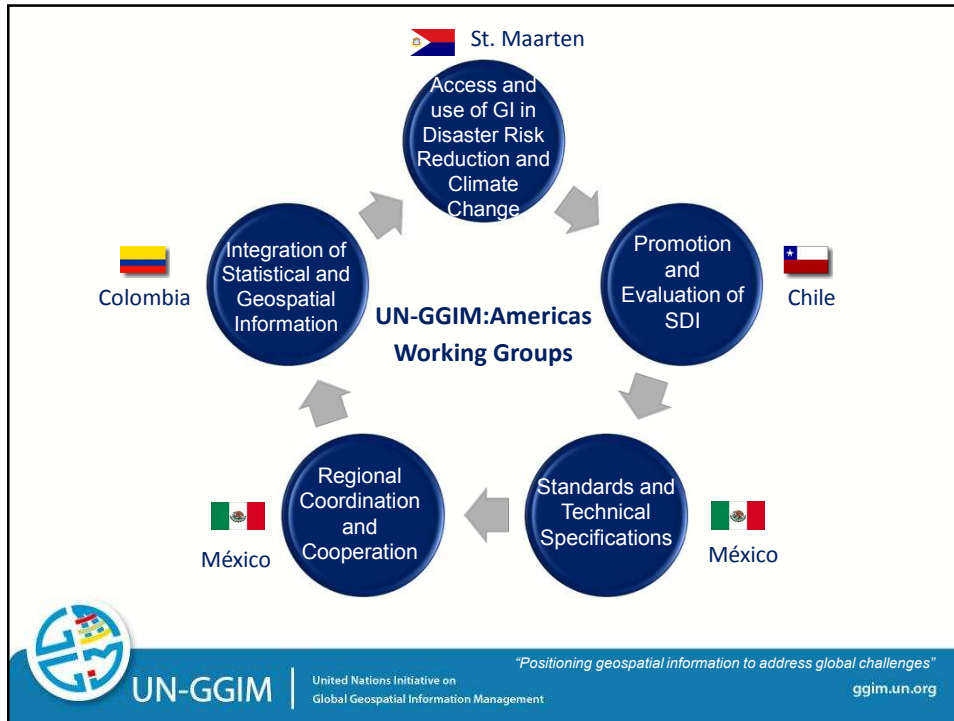 St. Maarten
Access and
use of GI in
Disaster Risk
Reduction and
Climate
Change
Promotion
and
Evaluation of
SDI
Chile
Standards and
Technical
Specifications
México
Regional
Coordination
and
Cooperation
México
Integration of
Statistical and
Geospatial
Information
Colombia
UN-GGIM:Americas
Working Groups
UN-GGIM
United Nations Initiative on
Global Geospatial Information Management
"Positioning geospatial information to address global challenges"
ggim.un.org